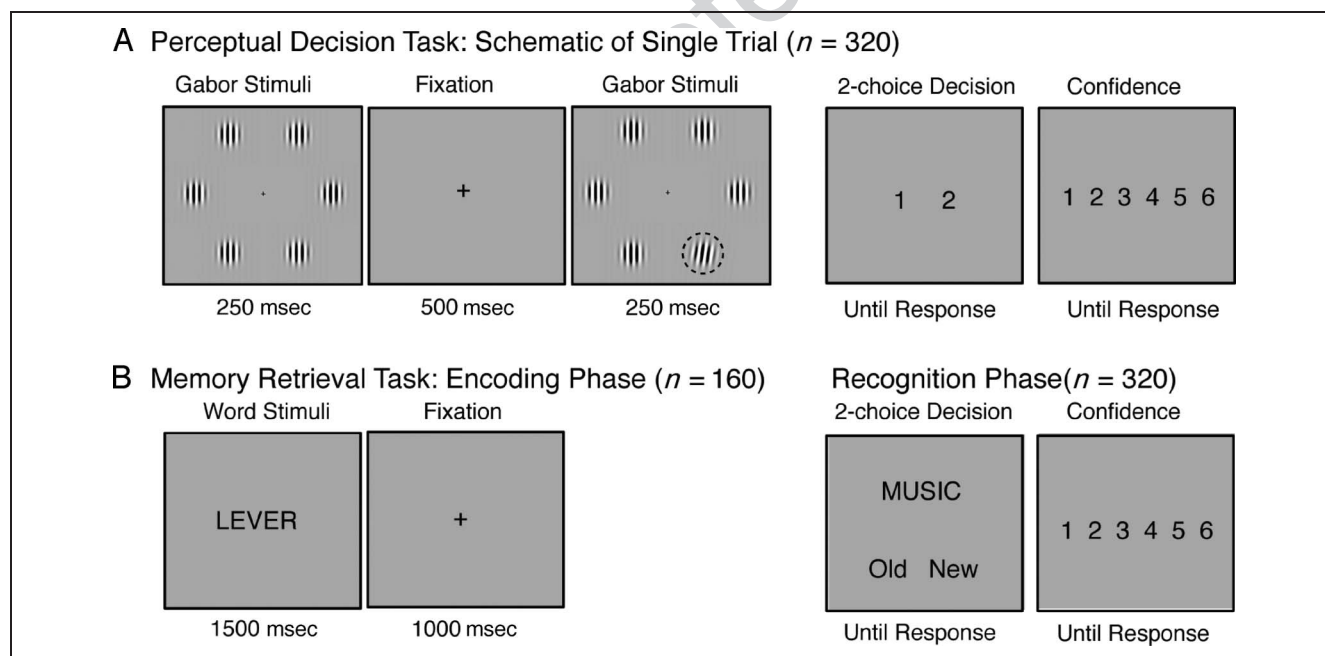 A Perceptual Decision Task: Schematic of Single Trial (n = 320)
Gabor Stimuli Fixation Gabor Stimuli 2-choice Decision Confidence
+ + +
1 2
1 2 3 4 5 6
250 msec 500 msec 250 msec Until Response Until Response
B Memory Retrieval Task: Encoding Phase (n = 160) Recognition Phase(n = 320)
Word Stimuli Fixation 2-choice Decision Confidence
LEVER +
MUSIC
Old New
1 2 3 4 5 6
1500 msec 1000 msec Until Response Until Response